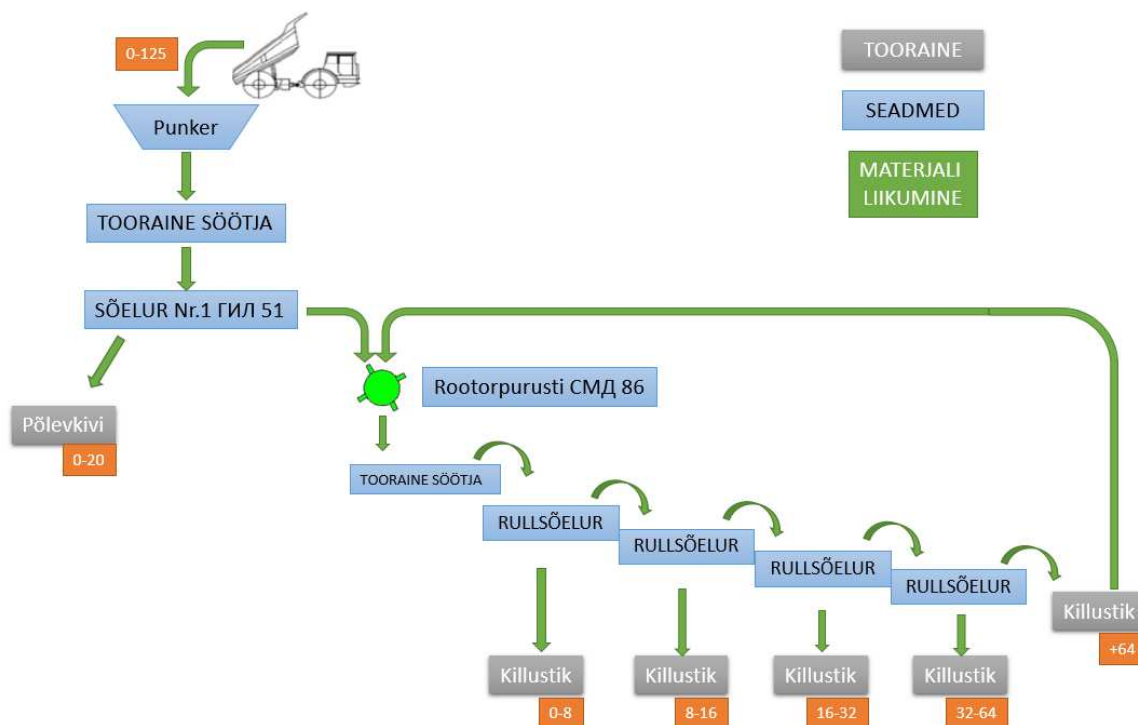 0-125
TOORAINE
Punker
SEADMED
MATERJALI
LIIKUMINE
TOORAINE SÖÖTJA
SÕELUR Nr.1 ГИЛ 51
Rootorpurusti СМД 86
Põlevkivi
0-20
TOORAINE SÖÖTJA
RULLSÕELUR
RULLSÕELUR
RULLSÕELUR
RULLSÕELUR
Killustik
+64
Killustik
0-8
Killustik
8-16
Killustik
16-32
Killustik
32-64